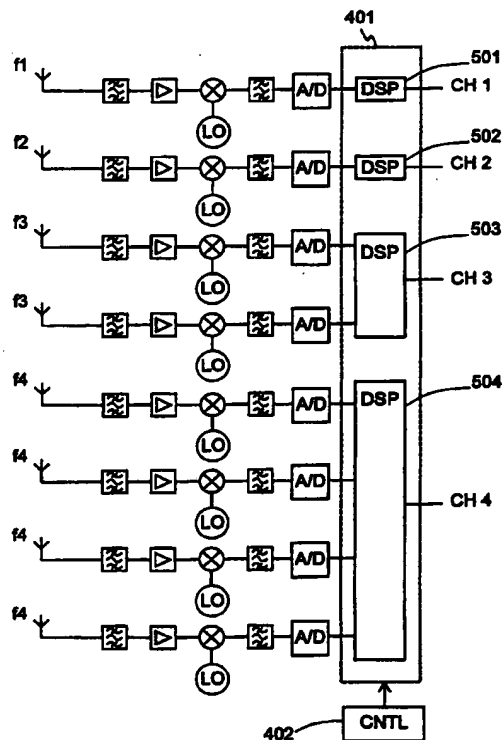 401
501
f1
A/D
DSP
CH 1
LO
502
f2
A/D
DSP
CH 2
LO
503
f3
A/D
DSP
LO
CH 3
f3
A/D
LO
504
f4
A/D
DSP
LO
f4
A/D
CH 4
LO
f4
A/D
LO
f4
A/D
LO
402
CNTL